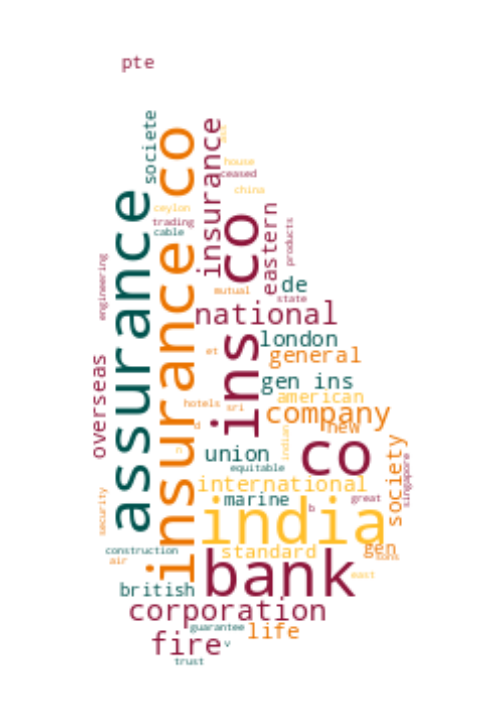 pte
societe
assurance
insurance co
insurance
house
ceased
china
ceylon
trading
cable
eastern
products
ins co
de
state
mutual
engineering
national
london
general
et
overseas
gen ins
american
hotels
sri
company
new
d
indian
union
equitable
society
singapore
co
international
security
marine
great
b
india
construction
air
standard
gen
sons
bank
east
british
corporation
guarantee
life
fire
v
trust